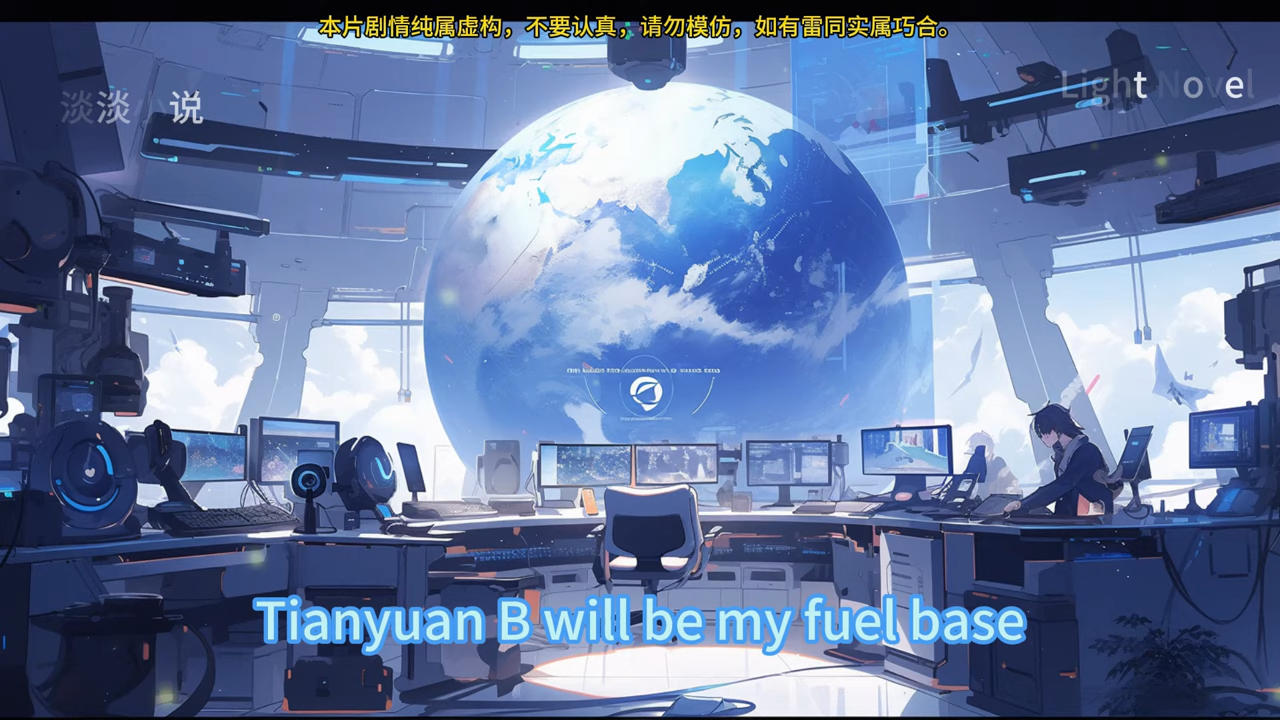 本片剧情纯属虚构，不要认真，请勿模仿，如有雷同实属巧合。
淡淡小说
Light Novel
Tianyuan B will be my fuel base